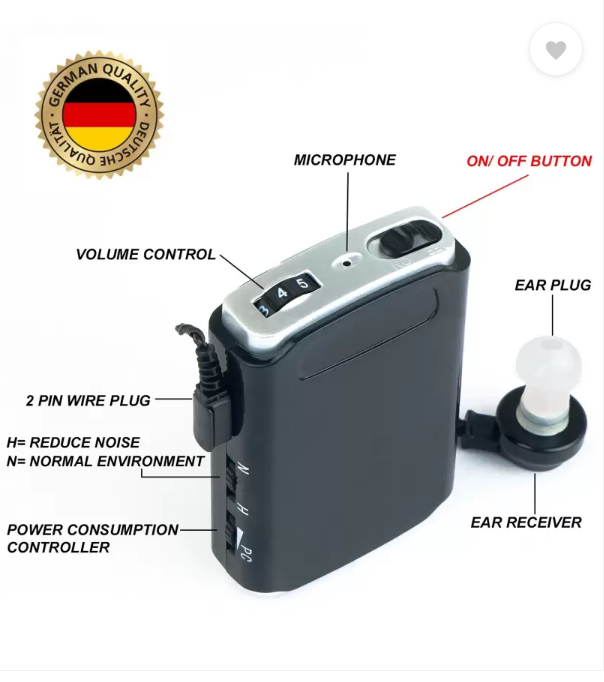 GERMAN QUALITY
DEUTSCHE QUALITÄT
MICROPHONE
ON/ OFF BUTTON
VOLUME CONTROL
3 4 5
EAR PLUG
2 PIN WIRE PLUG
H= REDUCE NOISE
N= NORMAL ENVIRONMENT
N
H
POWER CONSUMPTION
CONTROLLER
PC
EAR RECEIVER